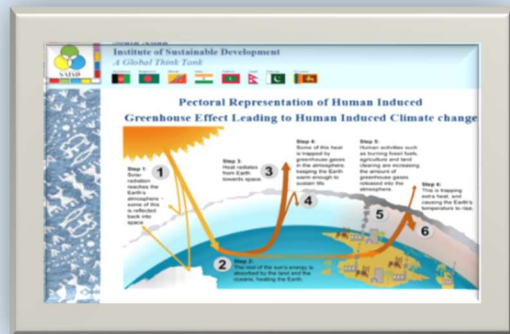 South Asian
Institute of Sustainable Development
A Global Think Tank
SAISD
Pectoral Representation of Human Induced
Greenhouse Effect Leading to Human Induced Climate change
Step 1:
Solar
radiation
reaches the
Earth's
atmosphere -
some of this
is reflected
back into
space
1
Step 3:
Heat radiates
from Earth
towards space
3
Step 4:
Some of this heat
is trapped by
greenhouse gases
in the atmosphere,
keeping the Earth
warm enough to
sustain life
4
Step 5:
Human activities such
as burning fossil fuels,
agriculture and land
clearing are increasing
the amount of
greenhouse gases
released into the
atmosphere
5
Step 6:
This is trapping
extra heat, and
causing the Earth's
temperature to rise.
6
2
Step 2:
The rest of the sun's energy is
absorbed by the land and the
oceans, heating the Earth.